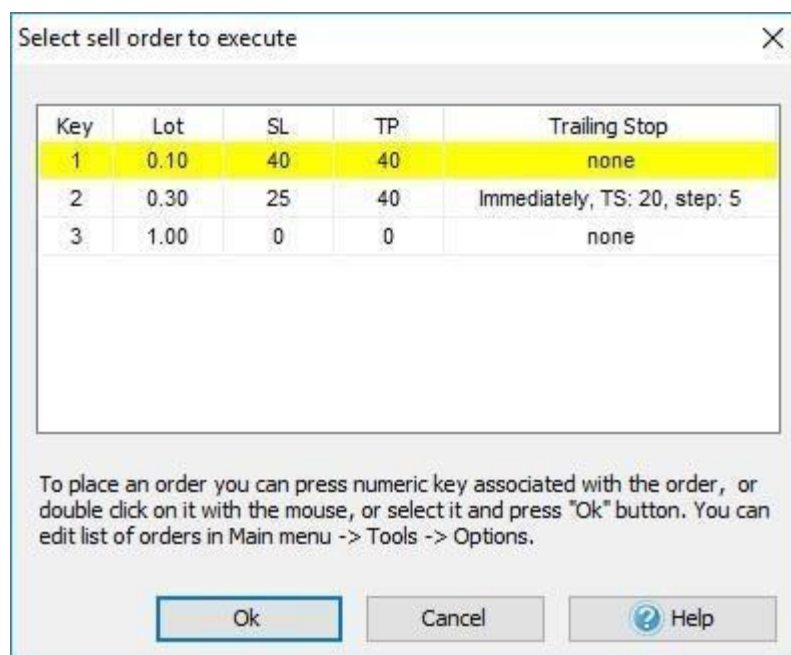 Select sell order to execute
Key Lot SL TP Trailing Stop
1 0.10 40 40 none
2 0.30 25 40 Immediately, TS: 20, step: 5
3 1.00 0 0 none
To place an order you can press numeric key associated with the order, or
double click on it with the mouse, or select it and press "Ok" button. You can
edit list of orders in Main menu -> Tools -> Options.
Ok Cancel ? Help